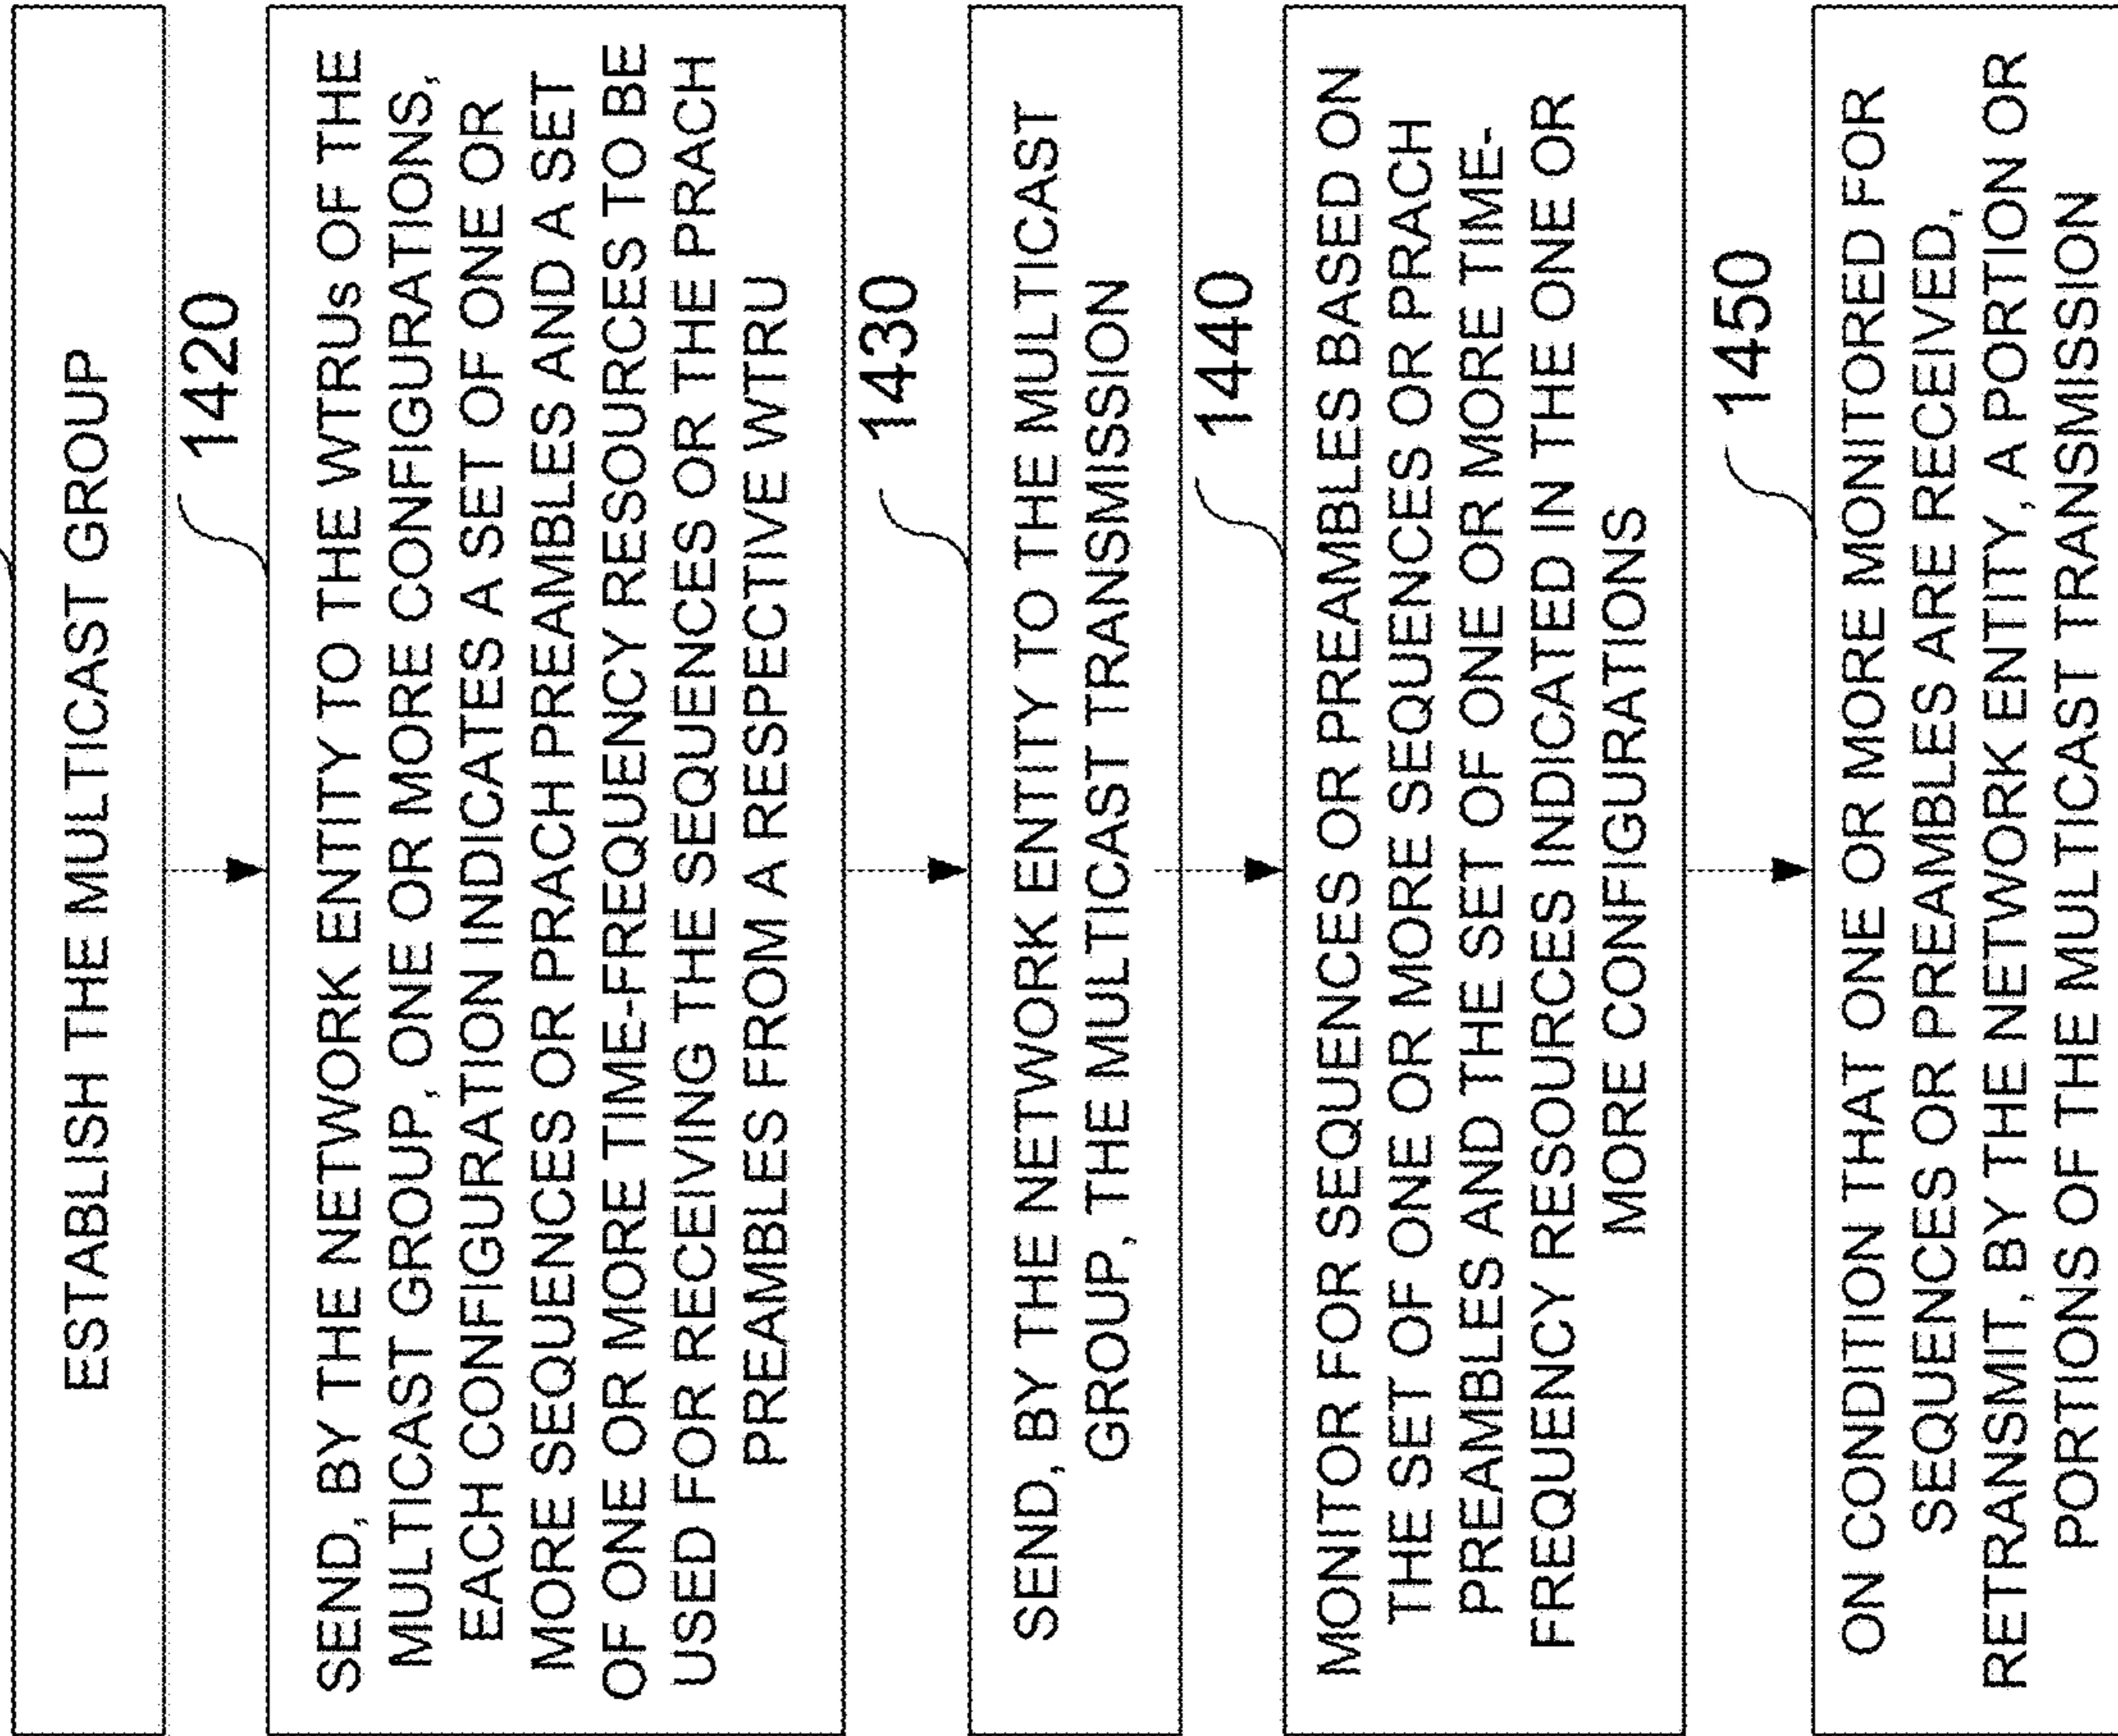 ESTABLISH THE MULTICAST GROUP
1420
SEND, BY THE NETWORK ENTITY TO THE WTRUs OF THE
MULTICAST GROUP, ONE OR MORE CONFIGURATIONS,
EACH CONFIGURATION INDICATES A SET OF ONE OR
MORE SEQUENCES OR PRACH PREAMBLES AND A SET
OF ONE OR MORE TIME-FREQUENCY RESOURCES TO BE
USED FOR RECEIVING THE SEQUENCES OR THE PRACH
PREAMBLES FROM A RESPECTIVE WTRU
1430
SEND, BY THE NETWORK ENTITY TO THE MULTICAST
GROUP, THE MULTICAST TRANSMISSION
1440
MONITOR FOR SEQUENCES OR PREAMBLES BASED ON
THE SET OF ONE OR MORE SEQUENCES OR PRACH
PREAMBLES AND THE SET OF ONE OR MORE TIME-
FREQUENCY RESOURCES INDICATED IN THE ONE OR
MORE CONFIGURATIONS
1450
ON CONDITION THAT ONE OR MORE MONITORED FOR
SEQUENCES OR PREAMBLES ARE RECEIVED,
RETRANSMIT, BY THE NETWORK ENTITY, A PORTION OR
PORTIONS OF THE MULTICAST TRANSMISSION